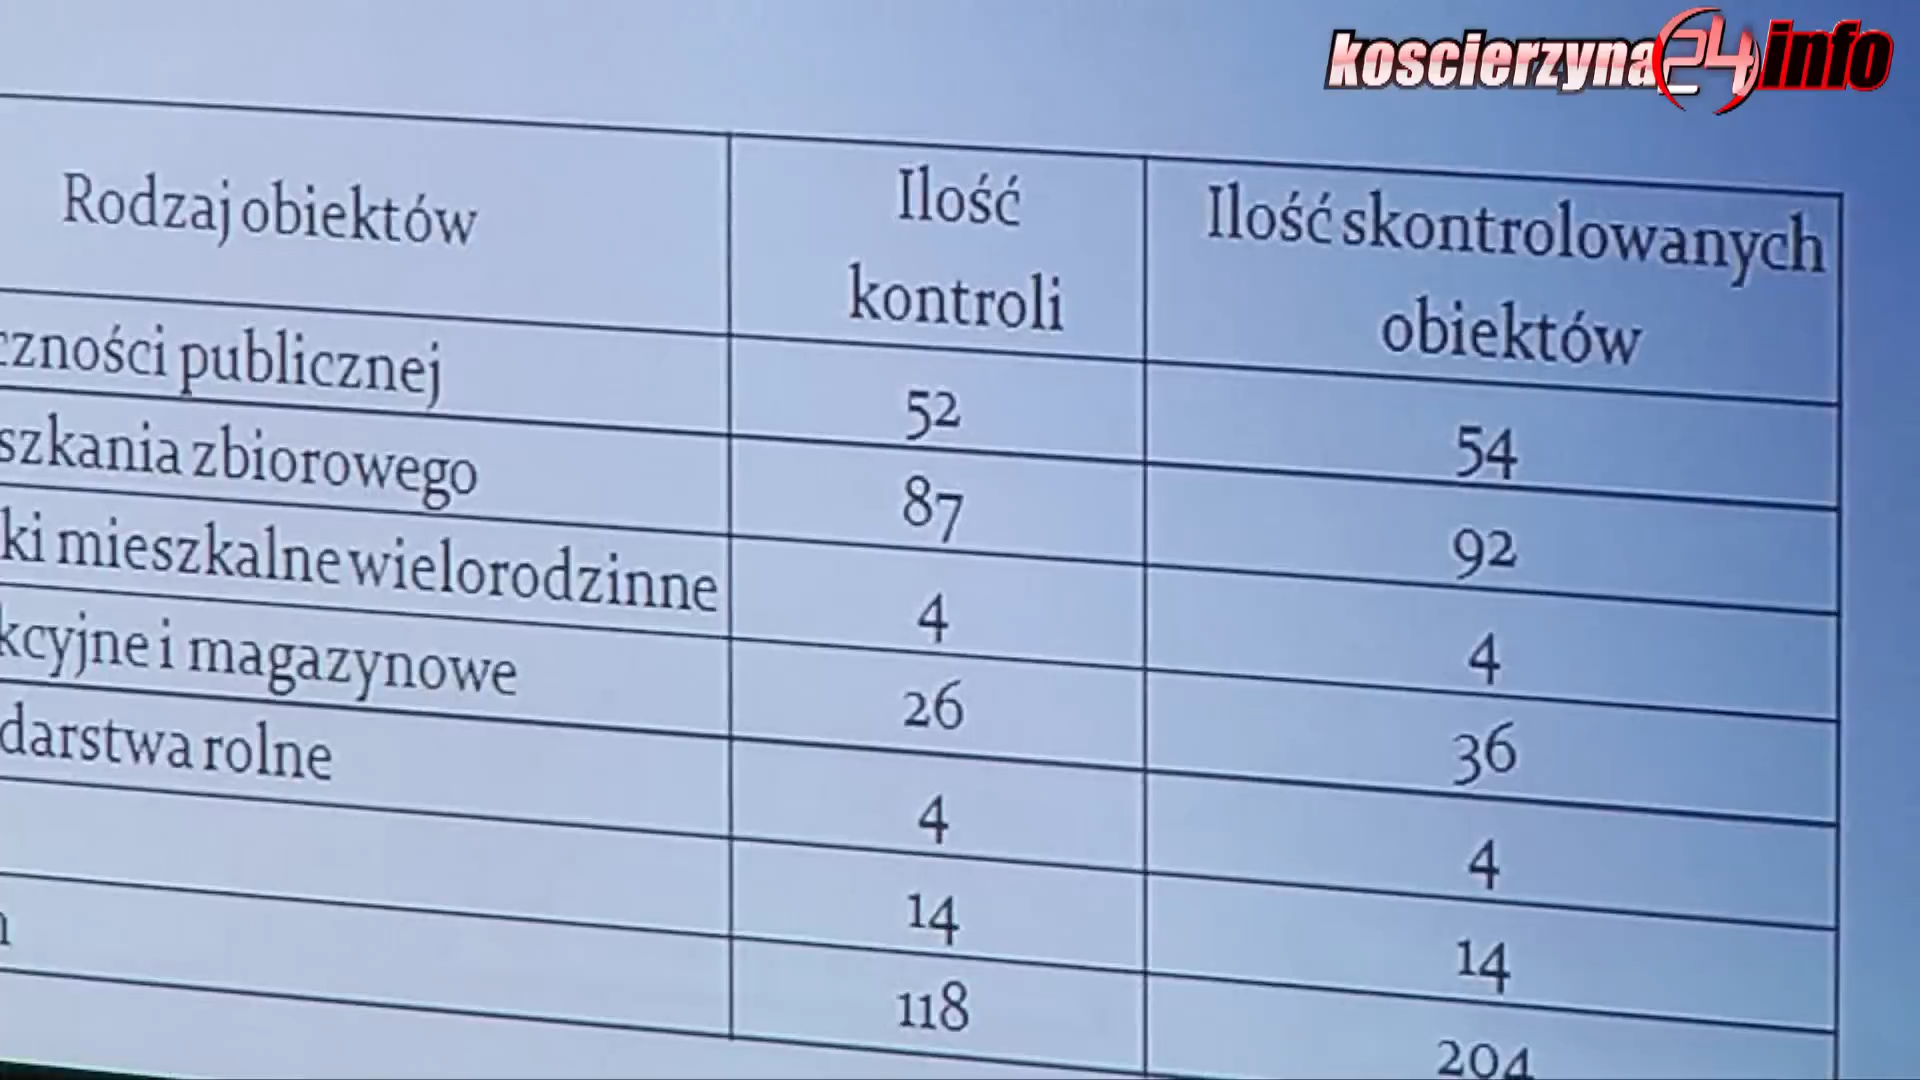 koscierzyna24info
Rodzaj obiektów
Ilość
kontroli
Ilość skontrolowanych
obiektów
czności publicznej 52 54
szkania zbiorowego 87 92
ki mieszkalne wielorodzinne 4 4
kcyjne i magazynowe 26 36
darstwa rolne 4 4
14 14
118 204